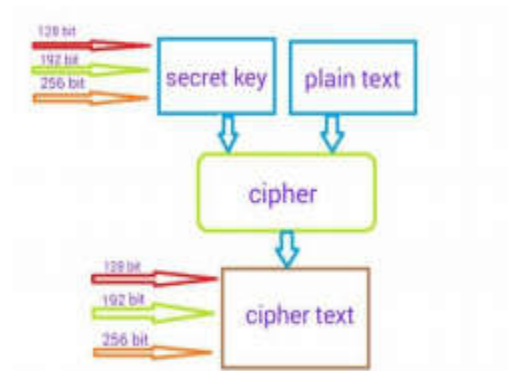 128 bit
192 bit
256 bit
secret key
plain text
cipher
128 bit
192 bit
256 bit
cipher text